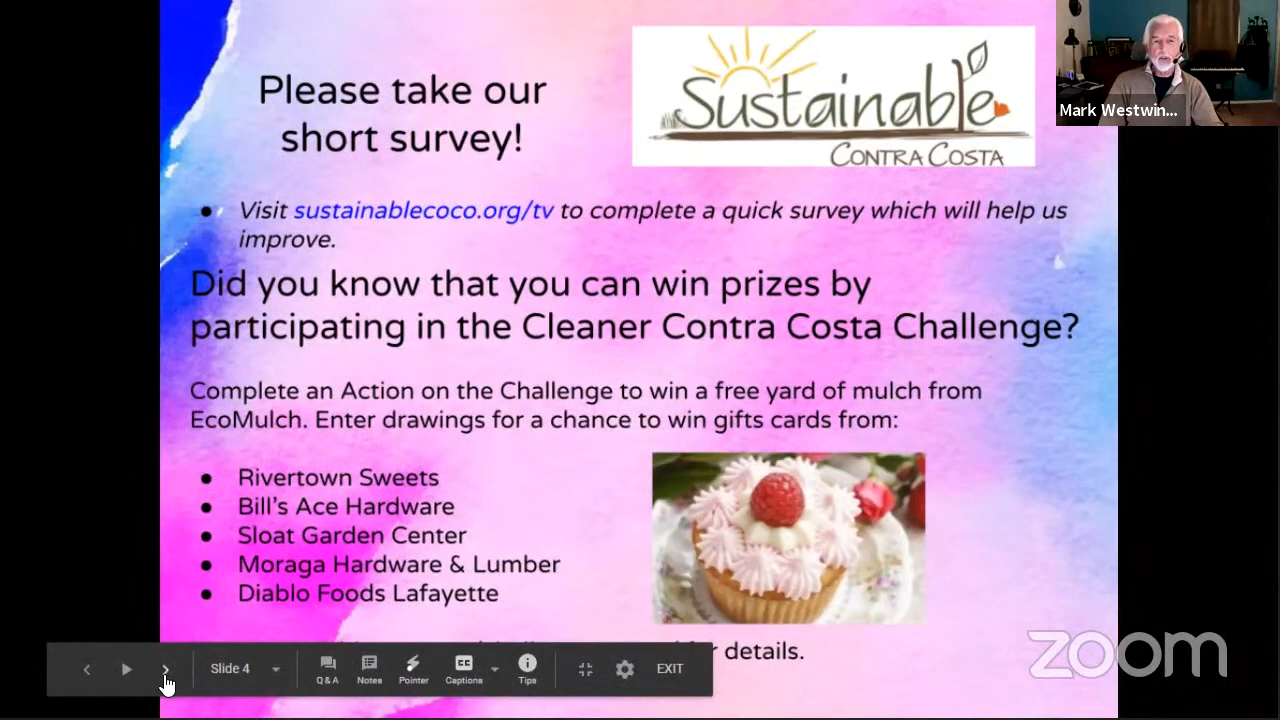 Please take our
short survey!
Sustainable
CONTRA COSTA
Mark Westwin...
● Visit sustainablecoco.org/tv to complete a quick survey which will help us
improve.
Did you know that you can win prizes by
participating in the Cleaner Contra Costa Challenge?
Complete an Action on the Challenge to win a free yard of mulch from
EcoMulch. Enter drawings for a chance to win gifts cards from:
● Rivertown Sweets
● Bill's Ace Hardware
● Sloat Garden Center
● Moraga Hardware & Lumber
● Diablo Foods Lafayette
details.
Slide 4
Q & A
Notes
Pointer
Captions
Tips
EXIT
zoom